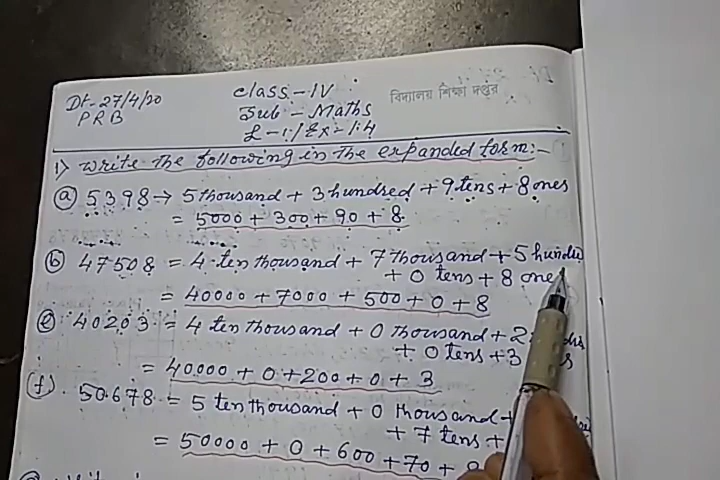 Dt-27/4/20
PRB
Class-IV
Sub-Maths
L-1./Ex-1.4
বিদ্যালয় শিক্ষা দপ্তর
1) Write the following in the expanded form:-
(a) 5398 → 5 thousand + 3 hundred + 9 tens + 8 ones
= 5000 + 300 + 90 + 8
(b) 47508 = 4 ten thousand + 7 thousand + 5
+ 0 tens + 8 one
= 40000 + 7000 + 500 + 0 + 8
(e) 40203 = 4 ten thousand + 0 thousand + 2
+ 0 tens + 3
= 40000 + 0 + 200 + 0 + 3
(f) 50678 = 5 ten thousand + 0 thousand +
+ 7 tens +
= 50000 + 0 + 600 + 70 +